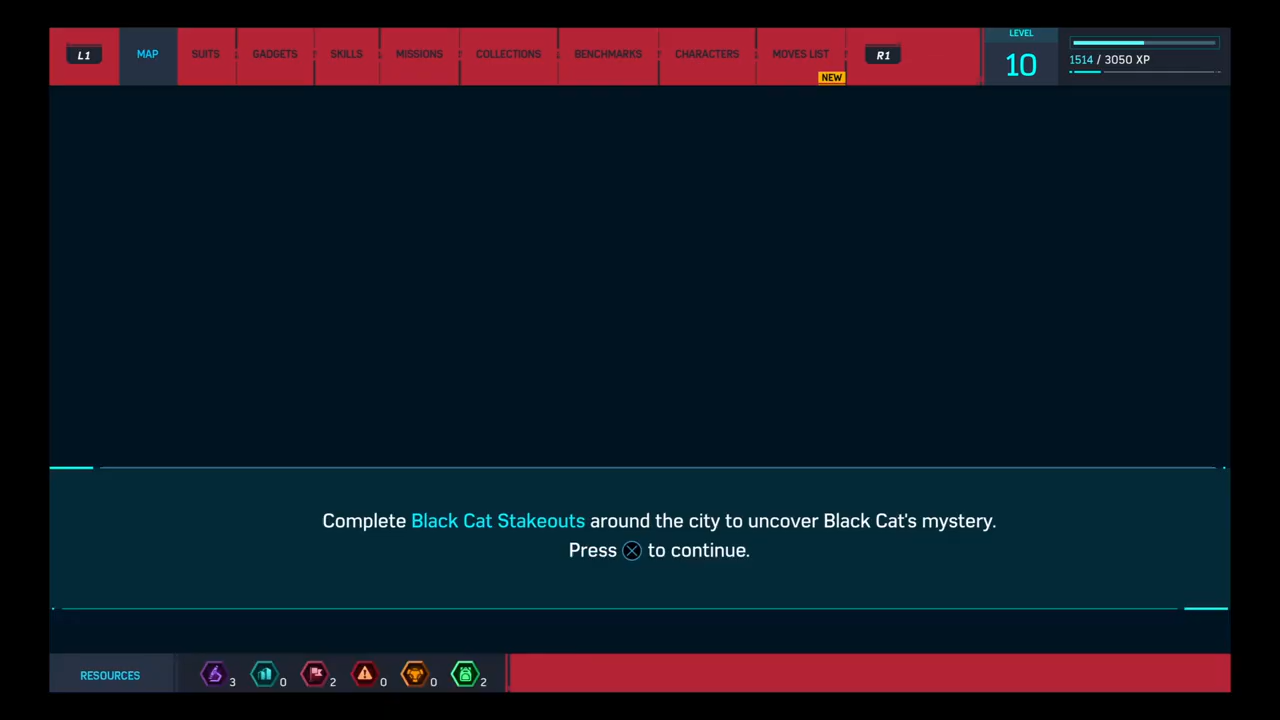 L1 MAP SUITS GADGETS SKILLS MISSIONS COLLECTIONS BENCHMARKS CHARACTERS MOVES LIST R1
NEW
LEVEL
10
1514 / 3050 XP
Complete Black Cat Stakeouts around the city to uncover Black Cat's mystery.
Press to continue.
RESOURCES 3 0 2 0 0 2